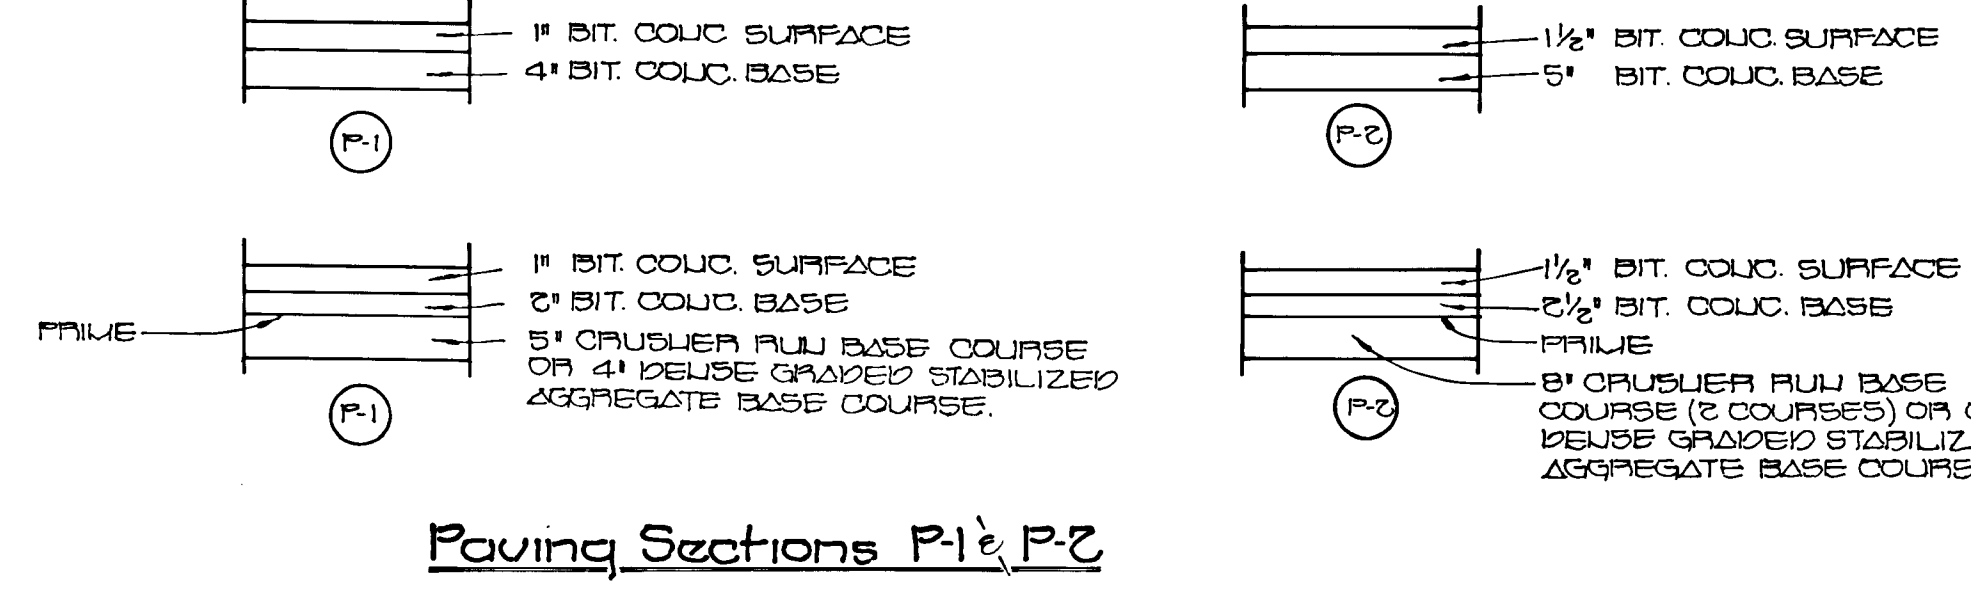 1" BIT. CONC SURFACE
4" BIT. CONC. BASE
P-1
1½" BIT. CONC. SURFACE
5" BIT. CONC. BASE
P-2
PRIME
1" BIT. CONC. SURFACE
2" BIT. CONC. BASE
5" CRUSHER RUN BASE COURSE
OR 4" DENSE GRADED STABILIZED
AGGREGATE BASE COURSE.
P-1
1½" BIT. CONC. SURFACE
2½" BIT. CONC. BASE
PRIME
8" CRUSHER RUN BASE
COURSE (2 COURSES) OR
DENSE GRADED STABILIZ
AGGREGATE BASE COURS
P-2
Paving Sections P-1 & P-2